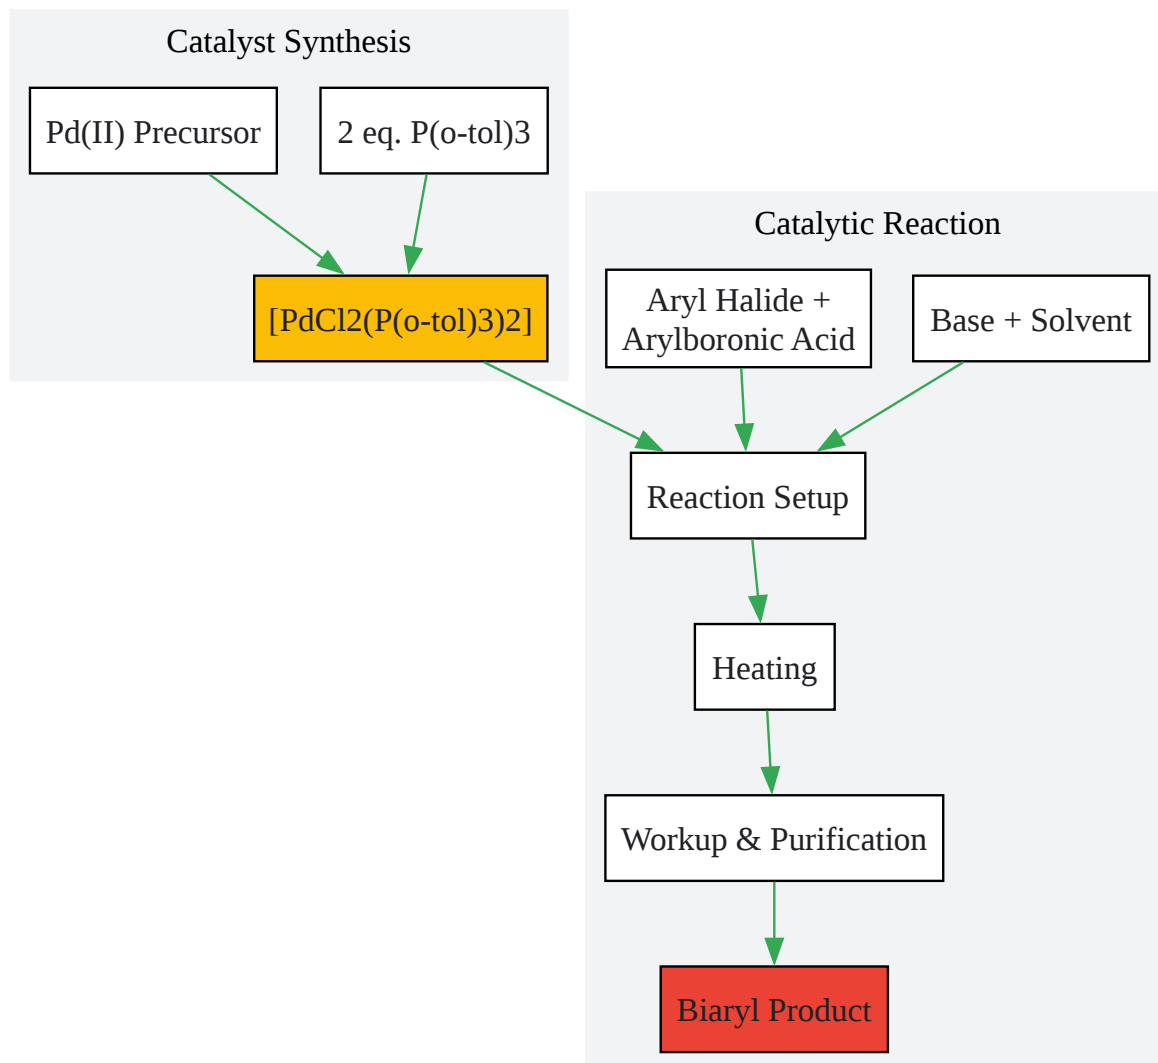 Catalyst Synthesis
Pd(II) Precursor
2 eq. P(o-tol)3
[PdCl2(P(o-tol)3)2]
Catalytic Reaction
Aryl Halide +
Arylboronic Acid
Base + Solvent
Reaction Setup
Heating
Workup & Purification
Biaryl Product